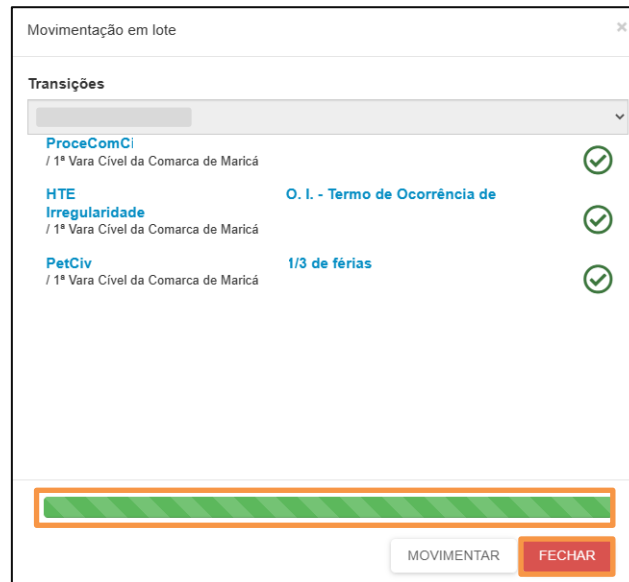 Movimentação em lote ×
Transições
ProceComCi
/ 1ª Vara Cível da Comarca de Maricá
HTE O. I. - Termo de Ocorrência de
Irregularidade
/ 1ª Vara Cível da Comarca de Maricá
PetCiv 1/3 de férias
/ 1ª Vara Cível da Comarca de Maricá
MOVIMENTAR FECHAR